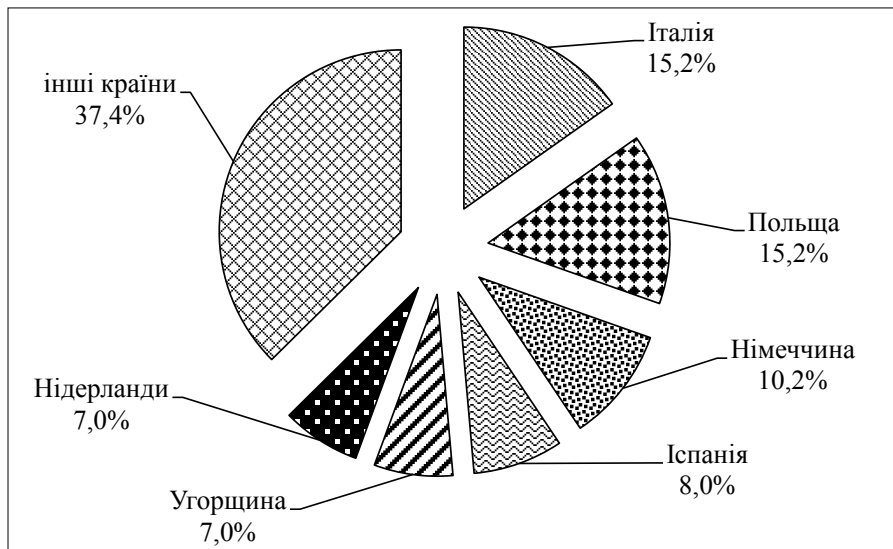 Італія
15,2%
Польща
15,2%
Німеччина
10,2%
Іспанія
8,0%
Угорщина
7,0%
Нідерланди
7,0%
інші країни
37,4%